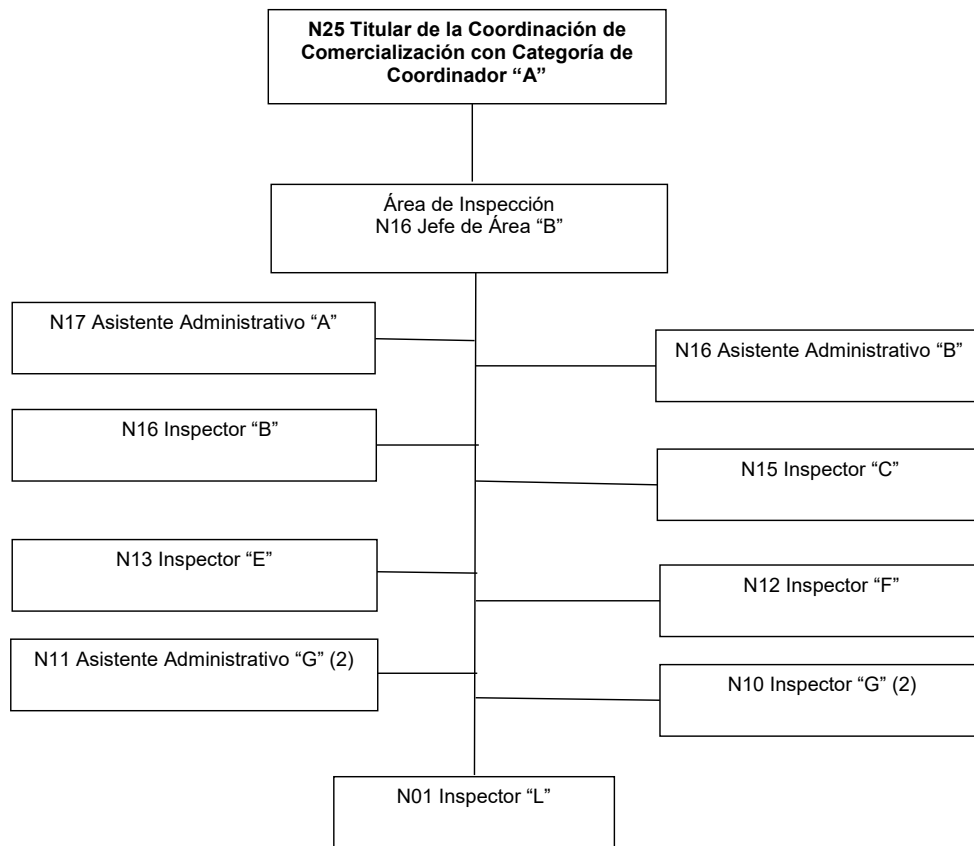 N25 Titular de la Coordinación de
Comercialización con Categoría de
Coordinador “A”
Área de Inspección
N16 Jefe de Área “B”
N17 Asistente Administrativo “A”
N16 Asistente Administrativo “B”
N16 Inspector “B”
N15 Inspector “C”
N13 Inspector “E”
N12 Inspector “F”
N11 Asistente Administrativo “G” (2)
N10 Inspector “G” (2)
N01 Inspector “L”